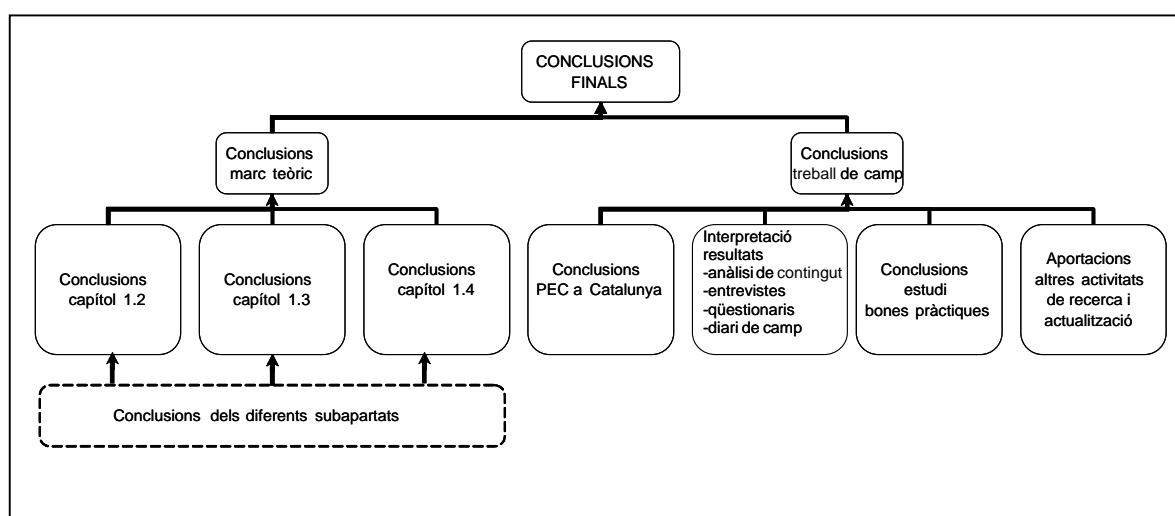 CONCLUSIONS
FINALS
Conclusions
marc teòric
Conclusions
treball de camp
Conclusions
capítol 1.2
Conclusions
capítol 1.3
Conclusions
capítol 1.4
Conclusions
PEC a Catalunya
Interpretació
resultats
-anàlisi de contingut
-entrevistes
-qüestionaris
-diari de camp
Conclusions
estudi
bones pràctiques
Aportacions
altres activitats
de recerca i
actualització
Conclusions dels diferents subapartats